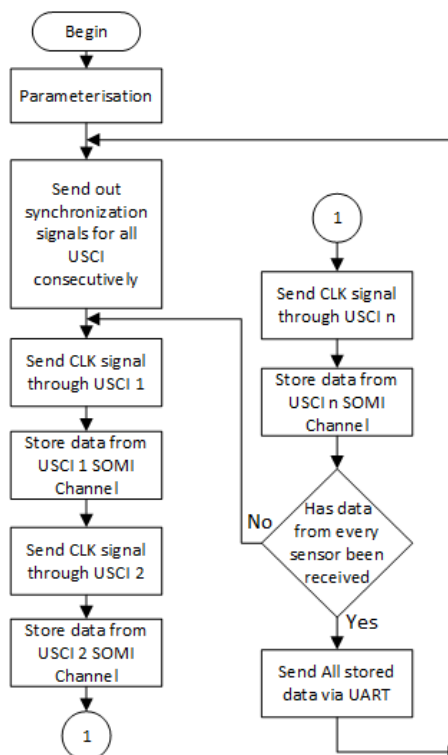 Begin
Parameterisation
Send out
synchronization
signals for all
USCI
consecutively
Send CLK signal
through USCI 1
Store data from
USCI 1 SOMI
Channel
Send CLK signal
through USCI 2
Store data from
USCI 2 SOMI
Channel
1
1
Send CLK signal
through USCI n
Store data from
USCI n SOMI
Channel
Has data
from every
sensor been
received
No
Yes
Send All stored
data via UART